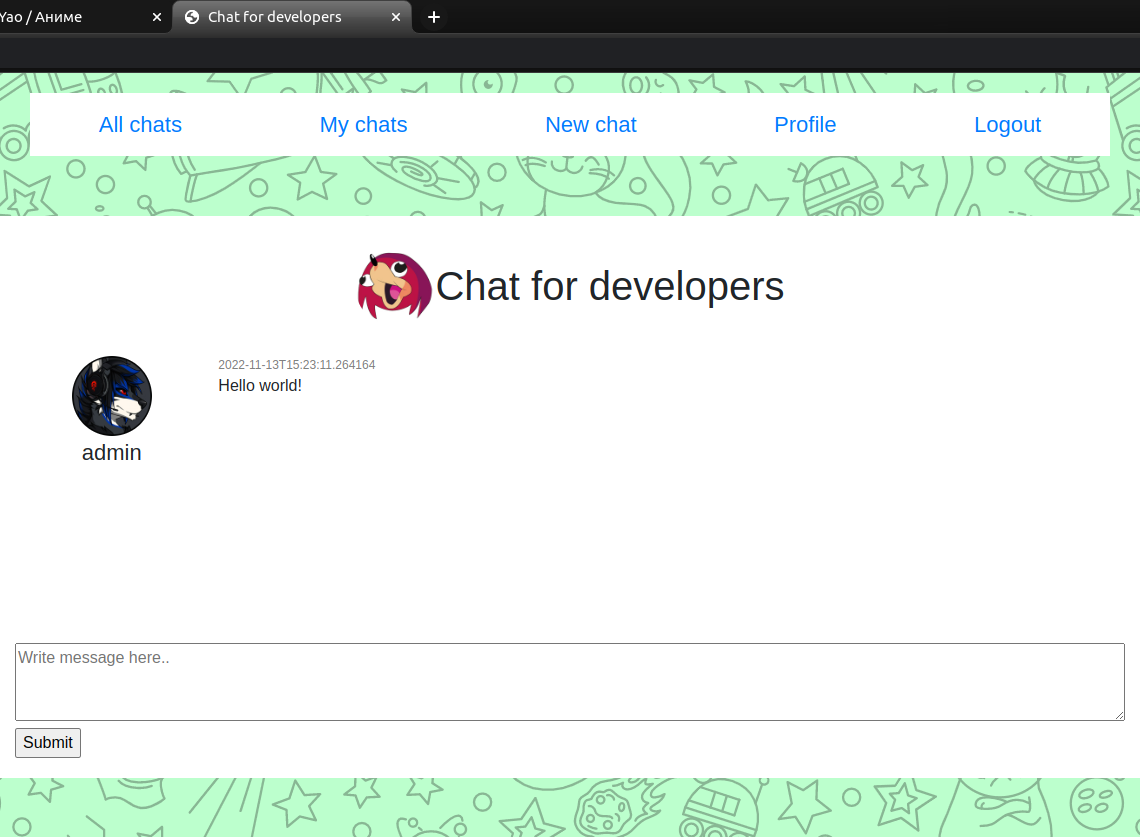 Yao / Аниме
Chat for developers
All chats
My chats
New chat
Profile
Logout
Chat for developers
2022-11-13T15:23:11.264164
Hello world!
admin
Write message here..
Submit